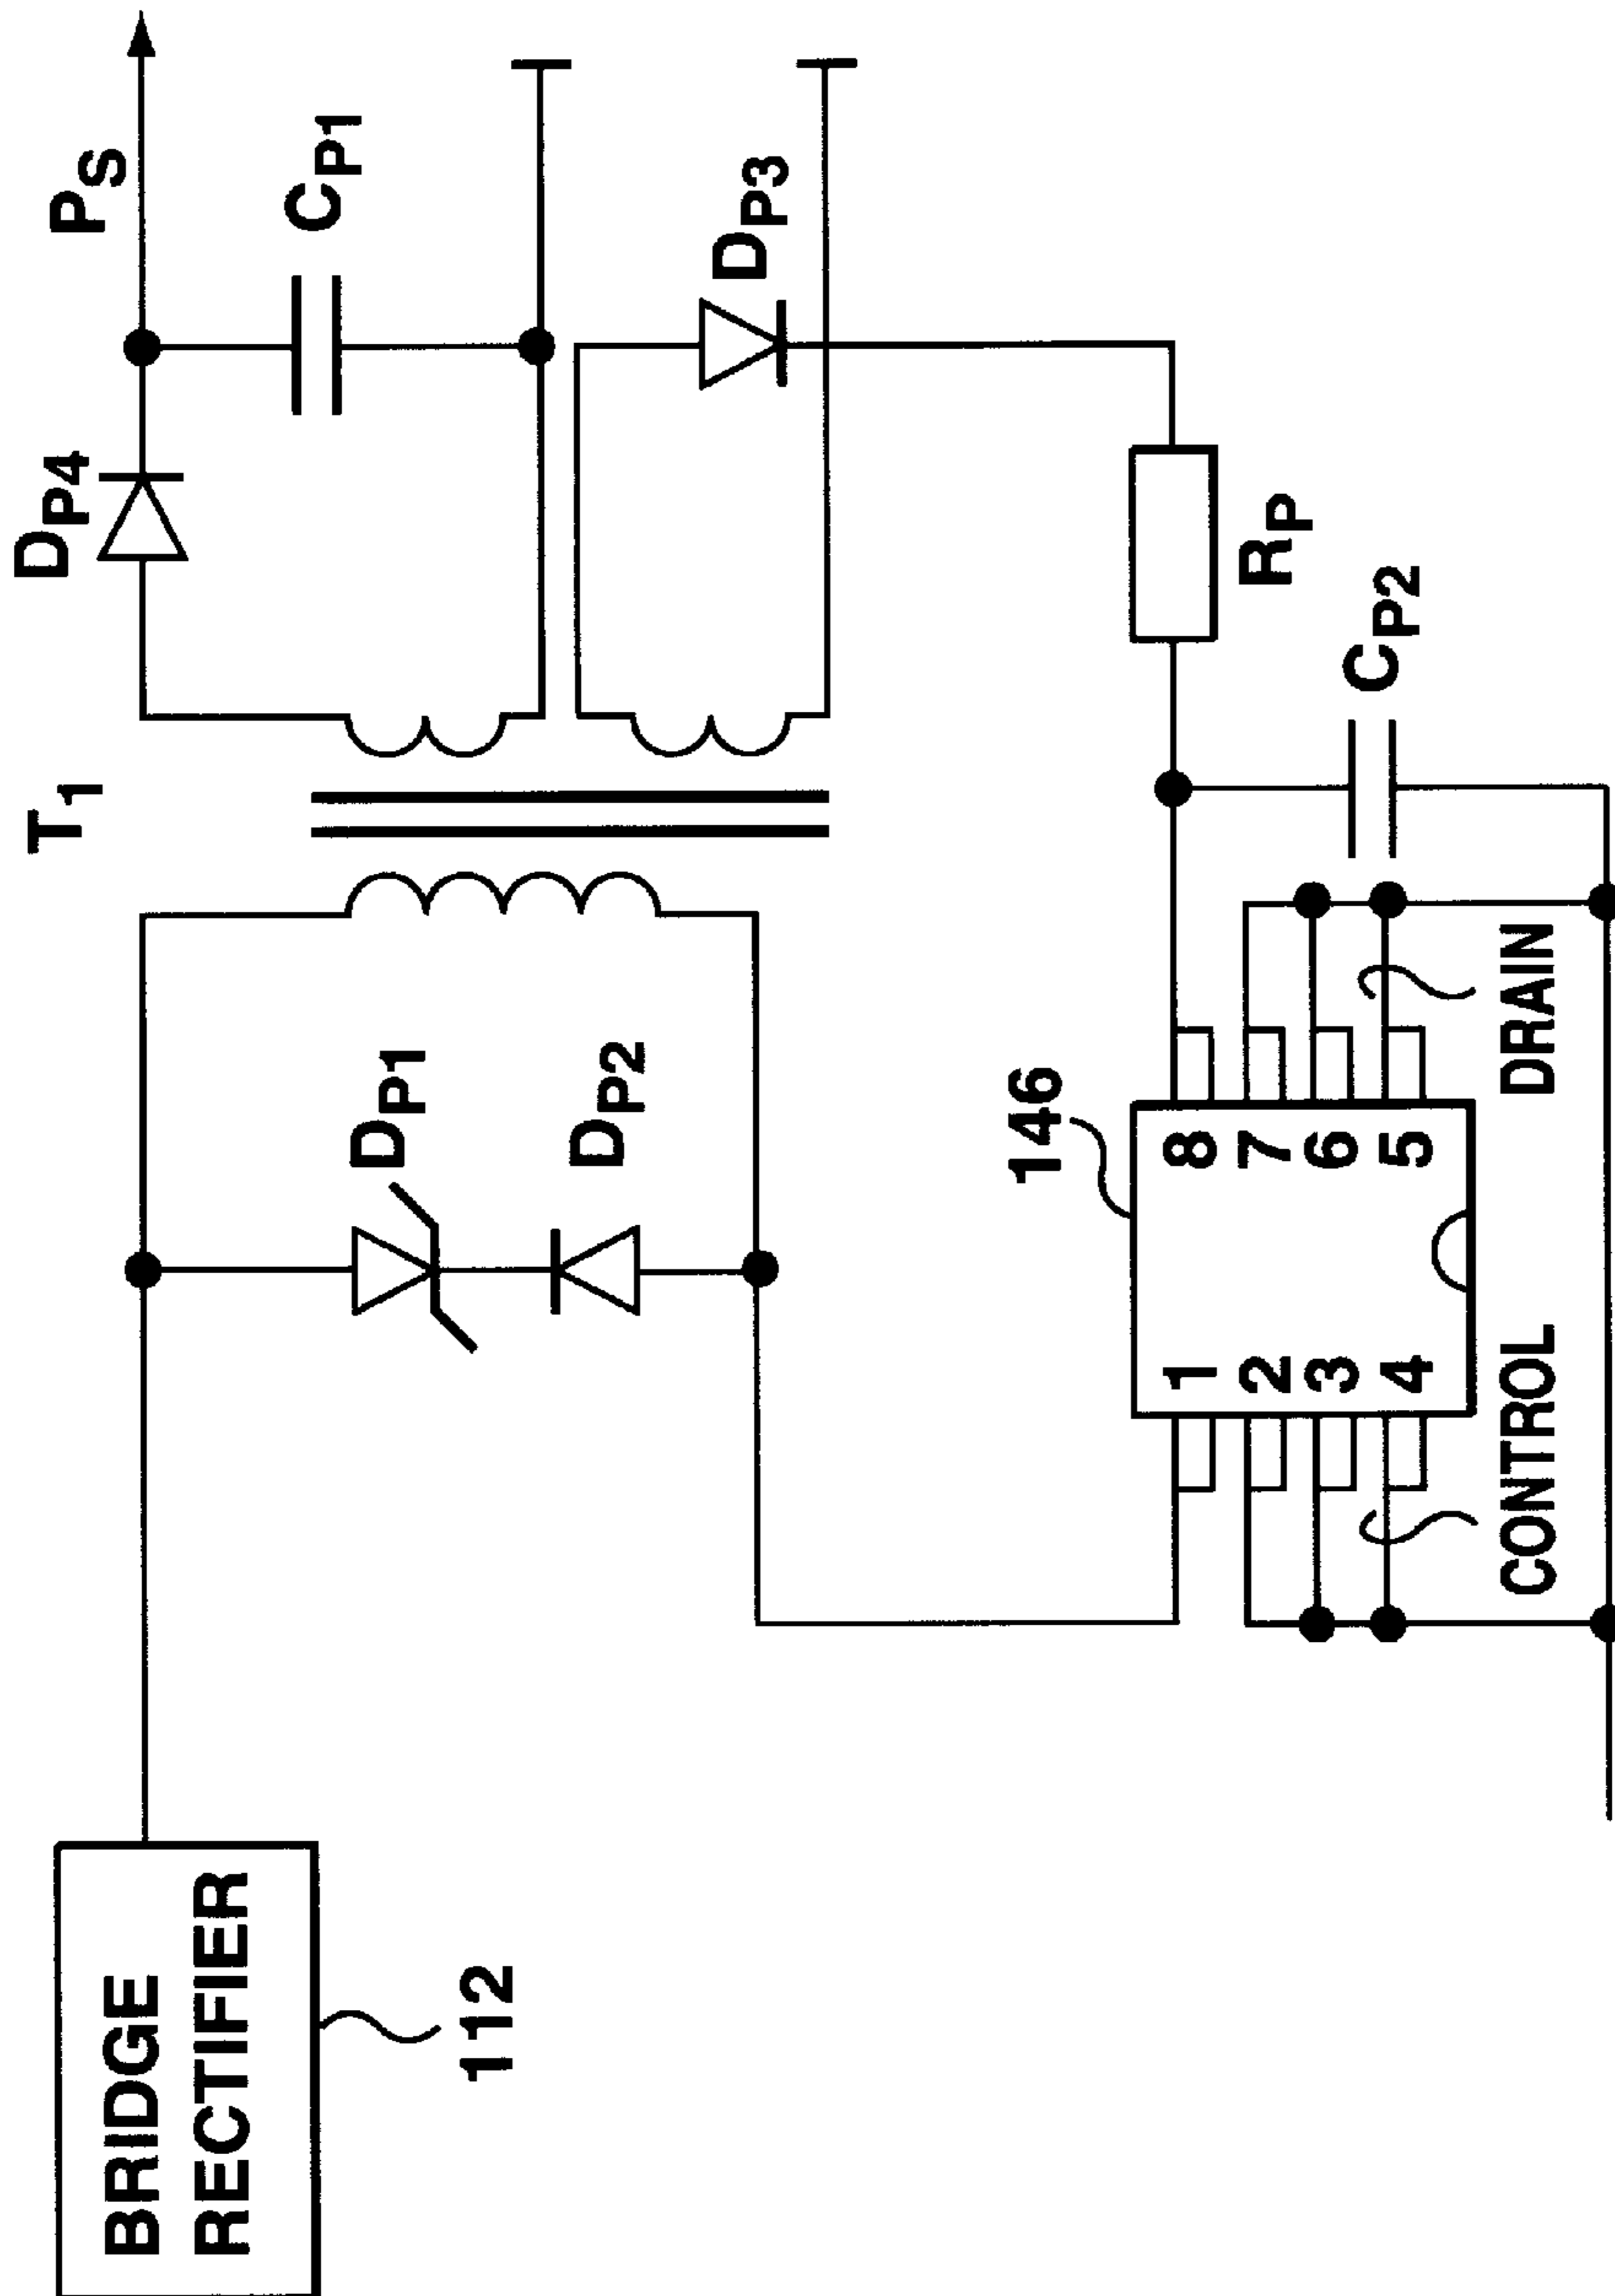 BRIDGE
RECTIFIER
112
T1
DP4
PS
CP1
DP1
DP2
DP3
146
RP
CP2
1
2
3
4
8
7
6
5
CONTROL
DRAIN